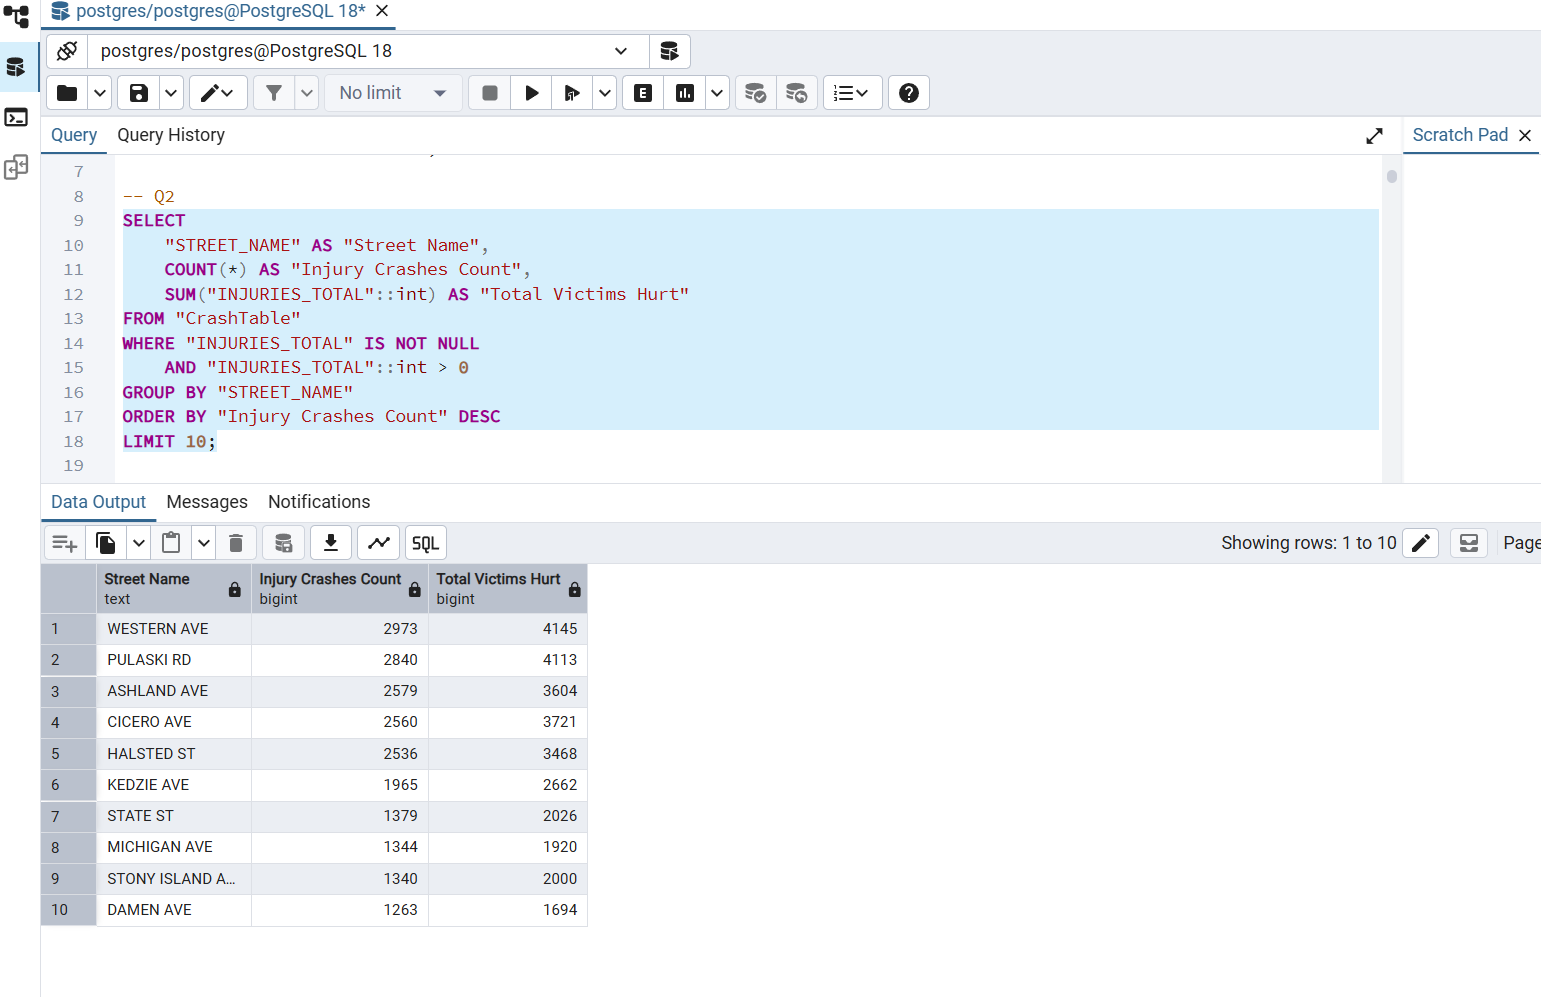 postgres/postgres@PostgreSQL 18*
postgres/postgres@PostgreSQL 18
No limit
E
Query Query History
Scratch Pad
7
8 -- Q2
9 SELECT
10 "STREET_NAME" AS "Street Name",
11 COUNT(*) AS "Injury Crashes Count",
12 SUM("INJURIES_TOTAL"::int) AS "Total Victims Hurt"
13 FROM "CrashTable"
14 WHERE "INJURIES_TOTAL" IS NOT NULL
15 AND "INJURIES_TOTAL"::int > 0
16 GROUP BY "STREET_NAME"
17 ORDER BY "Injury Crashes Count" DESC
18 LIMIT 10;
19
Data Output Messages Notifications
SQL Showing rows: 1 to 10 Page
Street Name Injury Crashes Count Total Victims Hurt
text bigint bigint
1 WESTERN AVE 2973 4145
2 PULASKI RD 2840 4113
3 ASHLAND AVE 2579 3604
4 CICERO AVE 2560 3721
5 HALSTED ST 2536 3468
6 KEDZIE AVE 1965 2662
7 STATE ST 1379 2026
8 MICHIGAN AVE 1344 1920
9 STONY ISLAND A... 1340 2000
10 DAMEN AVE 1263 1694